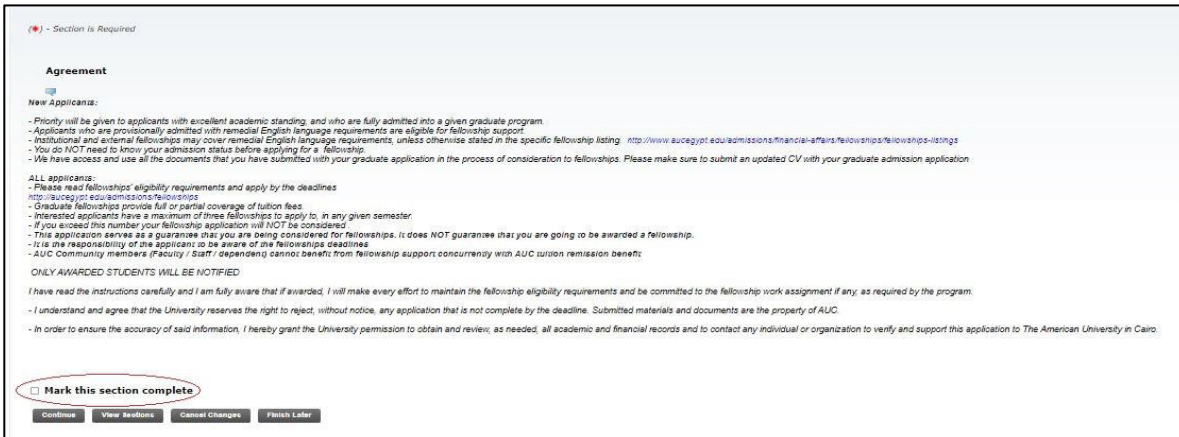 (*) - Section is Required
Agreement
New Applicants:
- Priority will be given to applicants with excellent academic standing, and who are fully admitted into a given graduate program.
- Applicants who are provisionally admitted with remedial English language requirements are eligible for fellowship support.
- Institutional and external fellowships may cover remedial English language requirements, unless otherwise stated in the specific fellowship listing. http://www.aucegypt.edu/admissions/financial-affairs/fellowships/fellowships-listings
- You do NOT need to know your admission status before applying for a fellowship.
- We have access and use all the documents that you have submitted with your graduate application in the process of consideration to fellowships. Please make sure to submit an updated CV with your graduate admission application
ALL applicants:
- Please read fellowships' eligibility requirements and apply by the deadlines
http://aucegypt.edu/admissions/fellowships
- Graduate fellowships provide full or partial coverage of tuition fees.
- Interested applicants have a maximum of three fellowships to apply to, in any given semester.
- If you exceed this number your fellowship application will NOT be considered .
- This application serves as a guarantee that you are being considered for fellowships. It does NOT guarantee that you are going to be awarded a fellowship.
- It is the responsibility of the applicant to be aware of the fellowships deadlines
- AUC Community members (Faculty / Staff / dependent) cannot benefit from fellowship support concurrently with AUC tuition remission benefit
ONLY AWARDED STUDENTS WILL BE NOTIFIED
I have read the instructions carefully and I am fully aware that if awarded, I will make every effort to maintain the fellowship eligibility requirements and be committed to the fellowship work assignment if any, as required by the program.
- I understand and agree that the University reserves the right to reject, without notice, any application that is not complete by the deadline. Submitted materials and documents are the property of AUC.
- In order to ensure the accuracy of said information, I hereby grant the University permission to obtain and review, as needed, all academic and financial records and to contact any individual or organization to verify and support this application to The American University in Cairo.
Mark this section complete
Continue View Sections Cancel Changes Finish Later